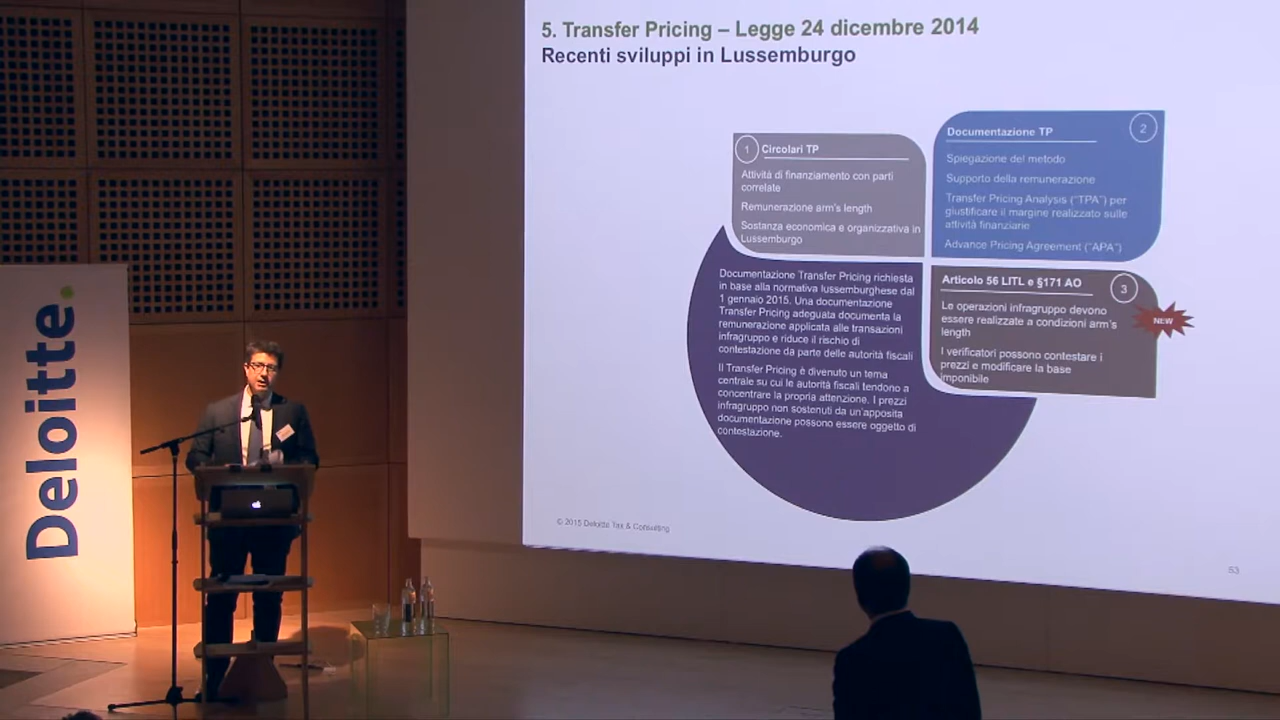 5. Transfer Pricing – Legge 24 dicembre 2014
Recenti sviluppi in Lussemburgo
1 Circolari TP
Attività di finanziamento con parti
correlate
Remunerazione arm's length
Sostanza economica e organizzativa in
Lussemburgo
Documentazione TP 2
Spiegazione del metodo
Supporto della remunerazione
Transfer Pricing Analysis ("TPA") per
giustificare il margine realizzato sulle
attività finanziarie
Advance Pricing Agreement ("APA")
Documentazione Transfer Pricing richiesta
in base alla normativa lussemburghese dal
1 gennaio 2015. Una documentazione
Transfer Pricing adeguata documenta la
remunerazione applicata alle transazioni
infragruppo e riduce il rischio di
contestazione da parte delle autorità fiscali
Il Transfer Pricing è divenuto un tema
centrale su cui le autorità fiscali tendono a
concentrare la propria attenzione. I prezzi
infragruppo non sostenuti da un'apposita
documentazione possono essere oggetto di
contestazione.
Articolo 56 LITL e §171 AO 3
Le operazioni infragruppo devono
essere realizzate a condizioni arm's
length
I verificatori possono contestare i
prezzi e modificare la base
imponibile
NEW
© 2015 Deloitte Tax & Consulting
53
Deloitte.